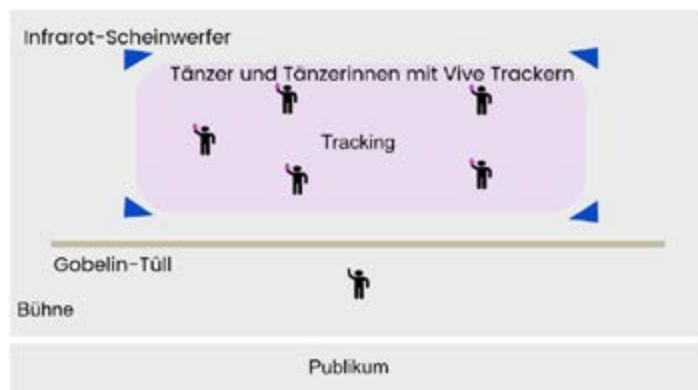 Infrarot-Scheinwerfer
Tänzer und Tänzerinnen mit Vive Trackern
Tracking
Gobelin-Tüll
Bühne
Publikum